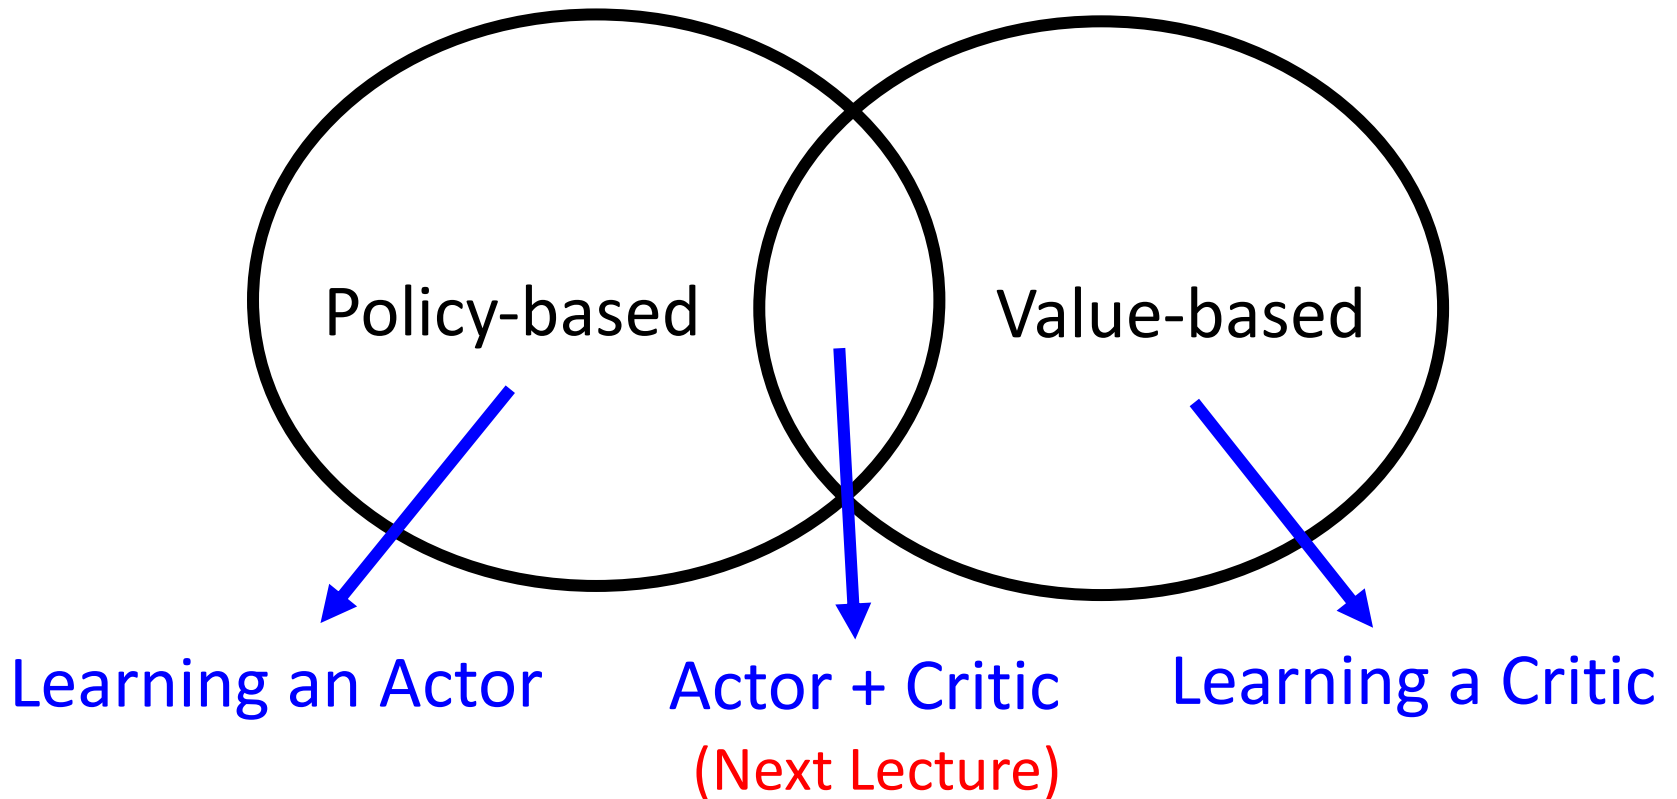 Policy-based
Value-based
Learning an Actor
Actor + Critic
Learning a Critic
(Next Lecture)